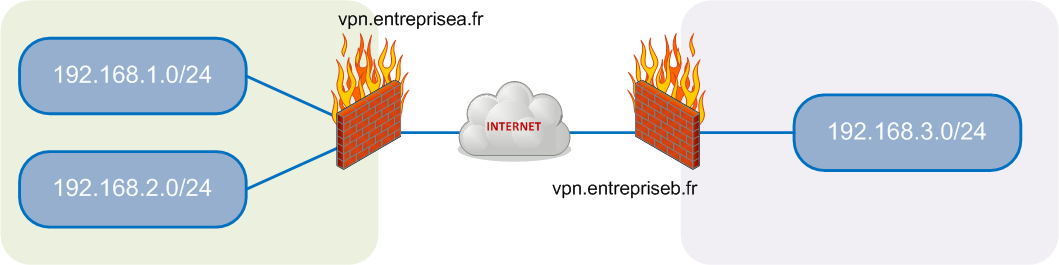 vpn.entreprisea.fr
192.168.1.0/24
INTERNET
192.168.3.0/24
192.168.2.0/24
vpn.entrepriseb.fr